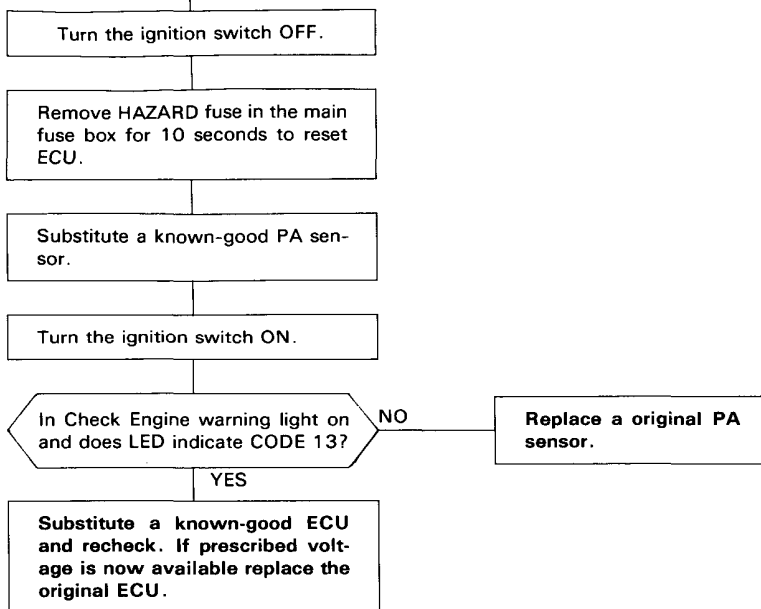 Turn the ignition switch OFF.
Remove HAZARD fuse in the main
fuse box for 10 seconds to reset
ECU.
Substitute a known-good PA sen-
sor.
Turn the ignition switch ON.
In Check Engine warning light on
and does LED indicate CODE 13?
NO
Replace a original PA
sensor.
YES
Substitute a known-good ECU
and recheck. If prescribed volt-
age is now available replace the
original ECU.